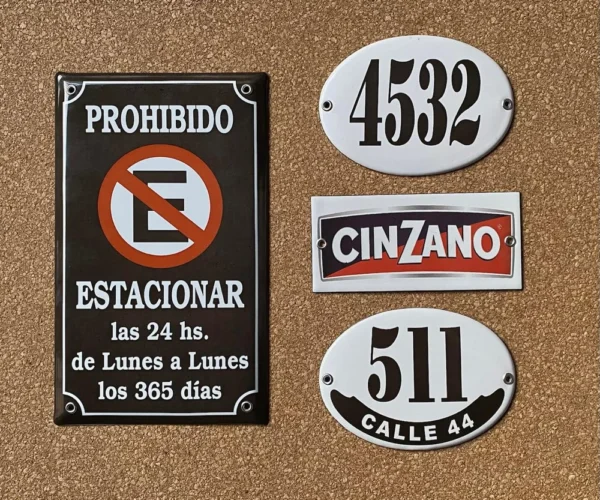 PROHIBIDO
E
ESTACIONAR
las 24 hs.
de Lunes a Lunes
los 365 días
4532
CINZANO®
511
CALLE 44